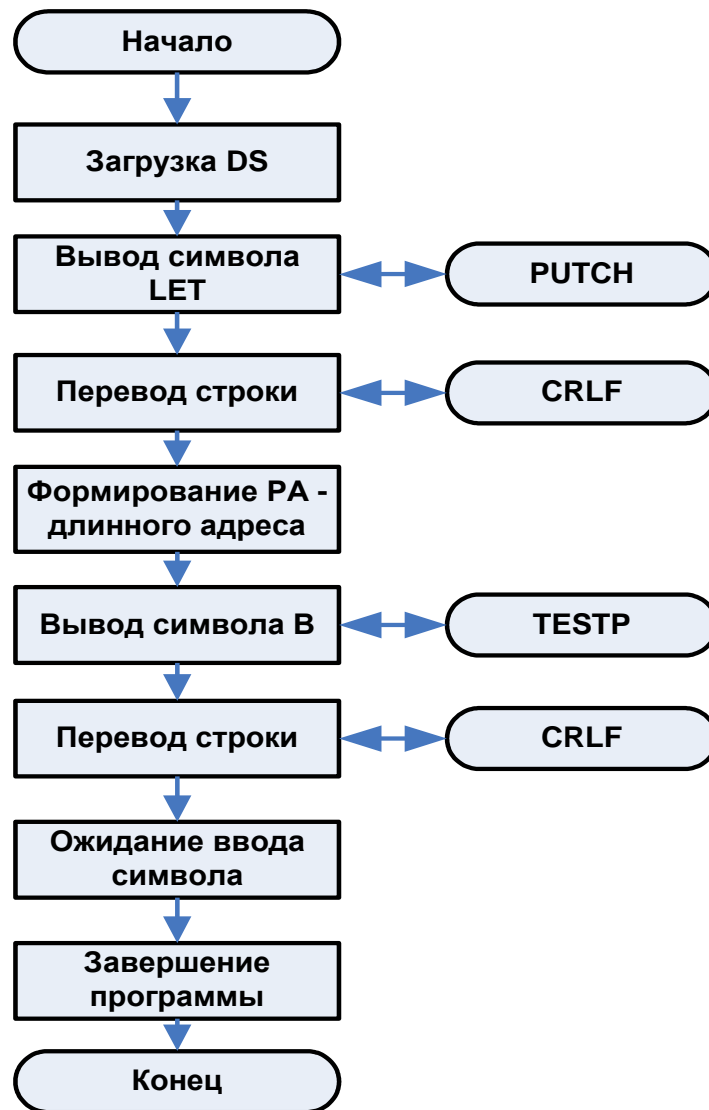 Начало
Загрузка DS
Вывод символа
LET
PUTCH
Перевод строки
CRLF
Формирование PA -
длинного адреса
Вывод символа B
TESTP
Перевод строки
CRLF
Ожидание ввода
символа
Завершение
программы
Конец